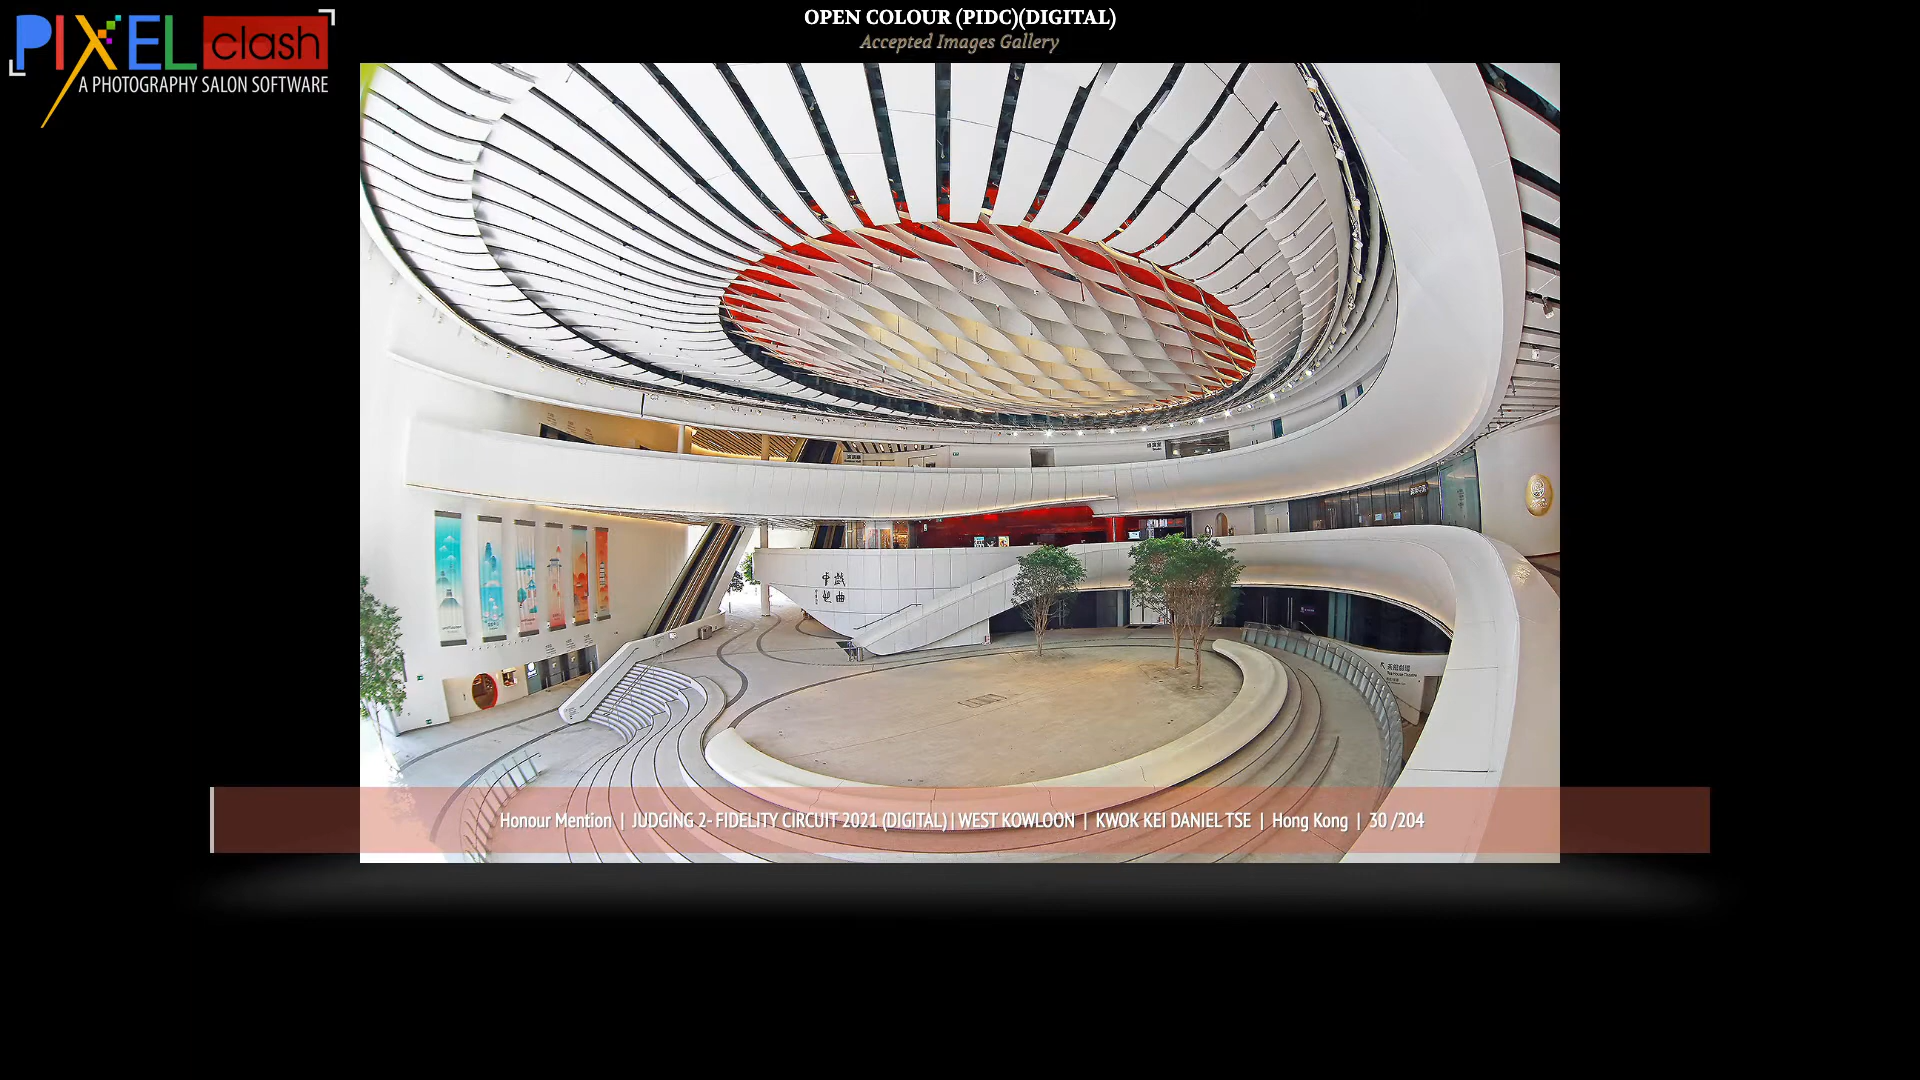 PIXEL clash
A PHOTOGRAPHY SALON SOFTWARE
OPEN COLOUR (PIDC)(DIGITAL)
Accepted Images Gallery
Honour Mention | JUDGING 2- FIDELITY CIRCUIT 2021 (DIGITAL) | WEST KOWLOON | KWOK KEI DANIEL TSE | Hong Kong | 30 /204